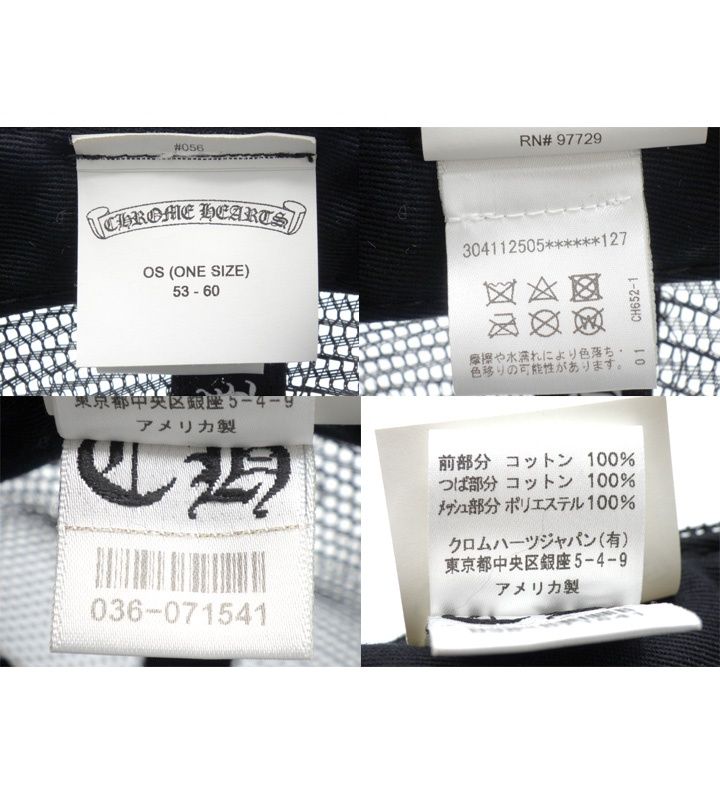 #056
CHROME HEARTS
OS (ONE SIZE)
53 - 60
RN# 97729
304112505******127
摩擦や水濡れにより色落ち・
色移りの可能性があります。
01 CH652-1
東京都中央区銀座5-4-9
アメリカ製
CH
036-071541
前部分 コットン 100%
つば部分 コットン 100%
メッシュ部分 ポリエステル 100%
クロムハーツジャパン(有)
東京都中央区銀座5-4-9
アメリカ製